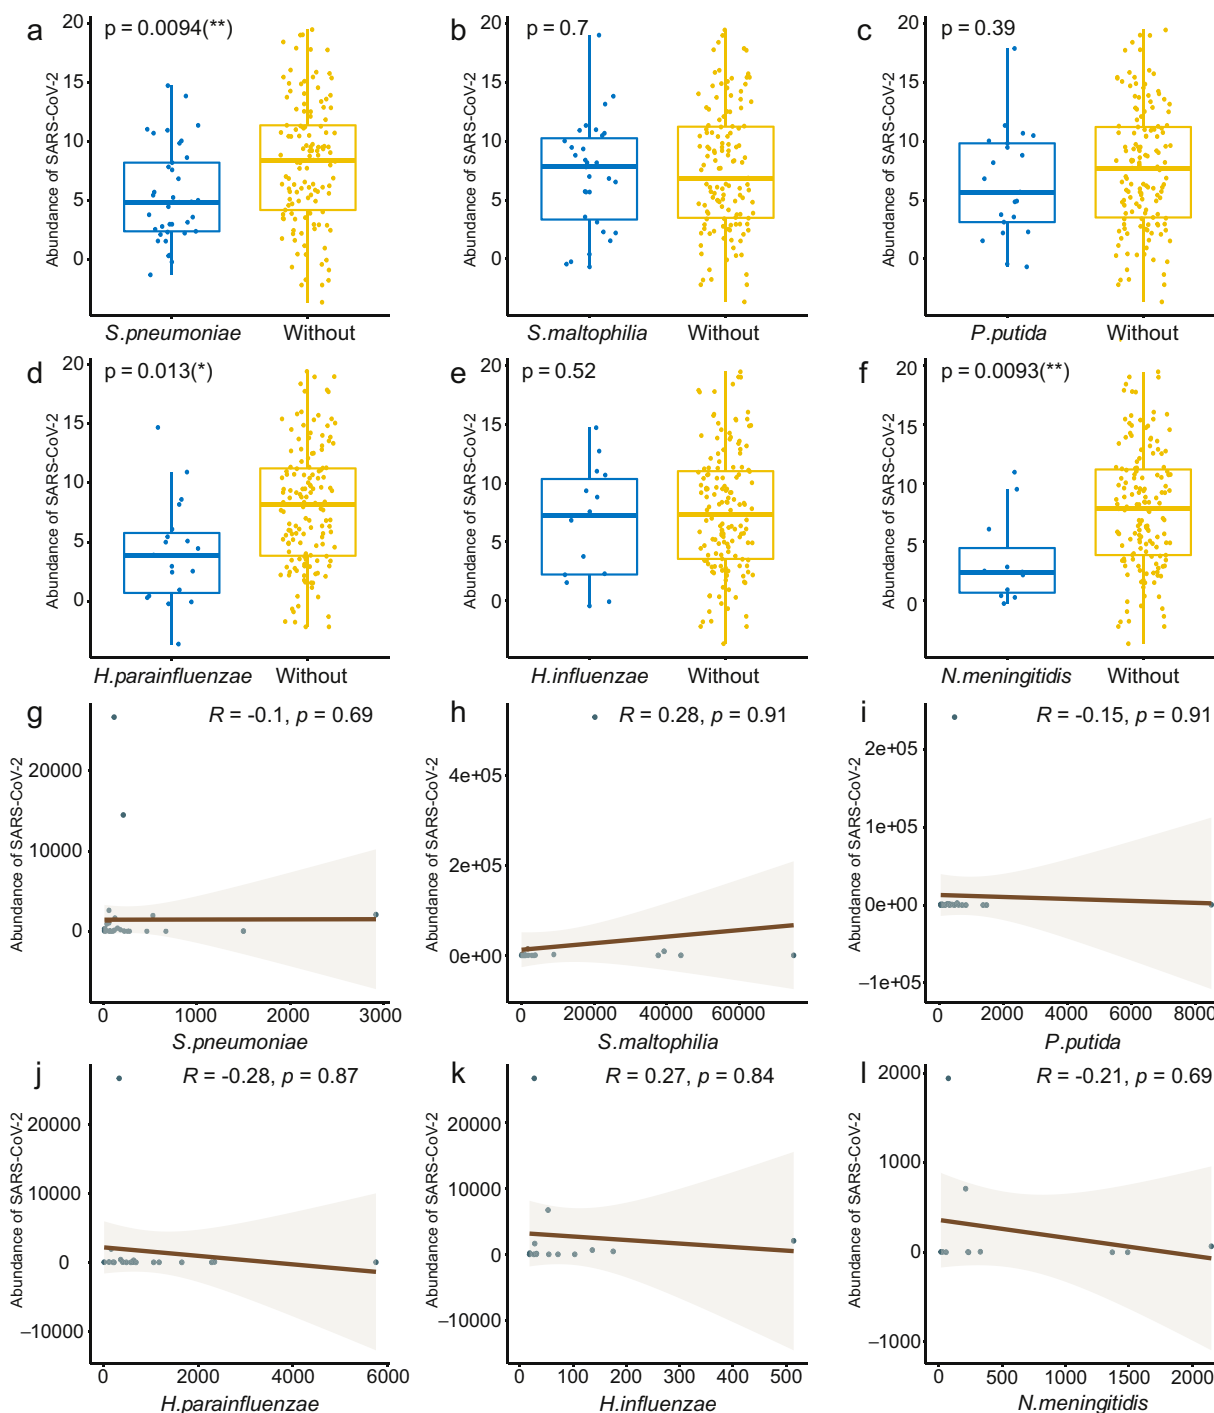 a
p = 0.0094(**)
Abundance of SARS-CoV-2
20
15
10
5
0
S.pneumoniae
Without
b
p = 0.7
Abundance of SARS-CoV-2
20
15
10
5
0
S.maltophilia
Without
c
p = 0.39
Abundance of SARS-CoV-2
20
15
10
5
0
P.putida
Without
d
p = 0.013(*)
Abundance of SARS-CoV-2
20
15
10
5
0
H.parainfluenzae
Without
e
p = 0.52
Abundance of SARS-CoV-2
20
15
10
5
0
H.influenzae
Without
f
p = 0.0093(**)
Abundance of SARS-CoV-2
20
15
10
5
0
N.meningitidis
Without
g
R = -0.1, p = 0.69
Abundance of SARS-CoV-2
20000
10000
0
0 1000 2000 3000
S.pneumoniae
h
R = 0.28, p = 0.91
Abundance of SARS-CoV-2
4e+05
2e+05
0e+00
0 20000 40000 60000
S.maltophilia
i
R = -0.15, p = 0.91
Abundance of SARS-CoV-2
2e+05
1e+05
0e+00
−1e+05
0 2000 4000 6000 8000
P.putida
j
R = -0.28, p = 0.87
Abundance of SARS-CoV-2
20000
10000
0
−10000
0 2000 4000 6000
H.parainfluenzae
k
R = 0.27, p = 0.84
Abundance of SARS-CoV-2
20000
10000
0
−10000
0 100 200 300 400 500
H.influenzae
l
R = -0.21, p = 0.69
Abundance of SARS-CoV-2
2000
1000
0
−1000
0 500 1000 1500 2000
N.meningitidis